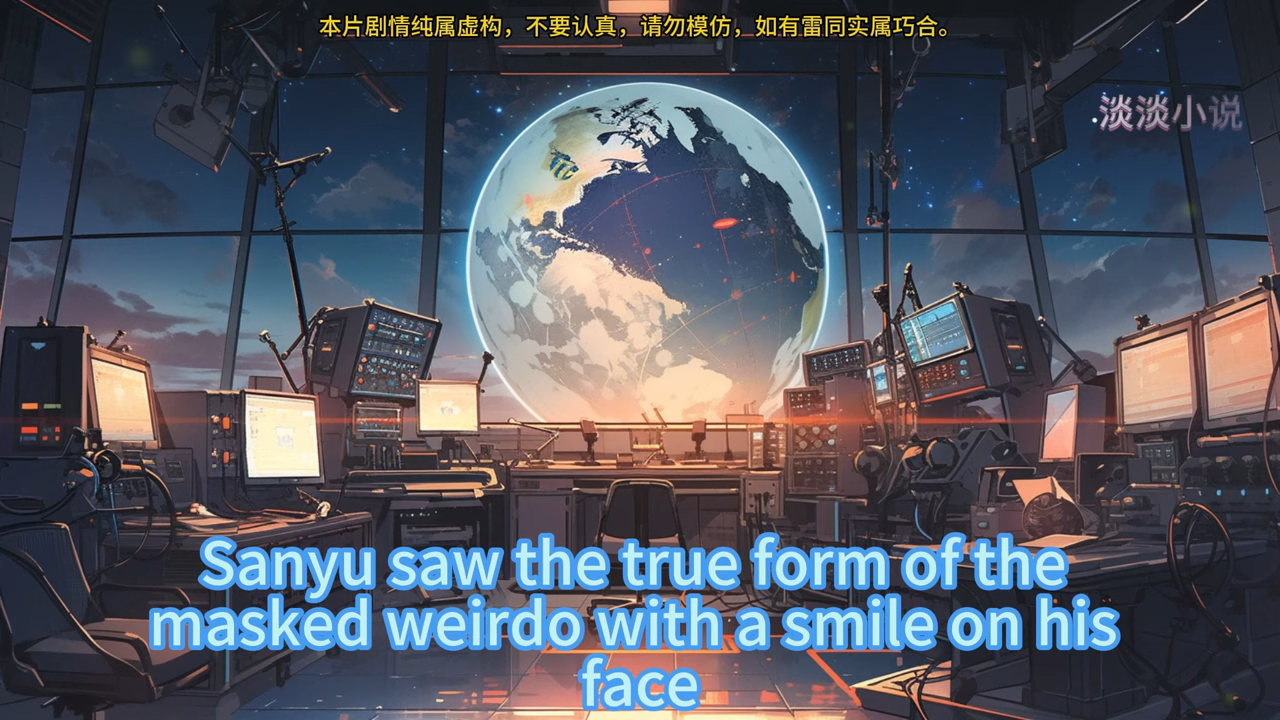 本片剧情纯属虚构，不要认真，请勿模仿，如有雷同实属巧合。
淡淡小说
Sanyu saw the true form of the
masked weirdo with a smile on his
face